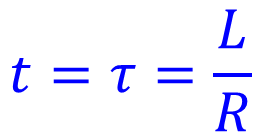 t = τ = L/R